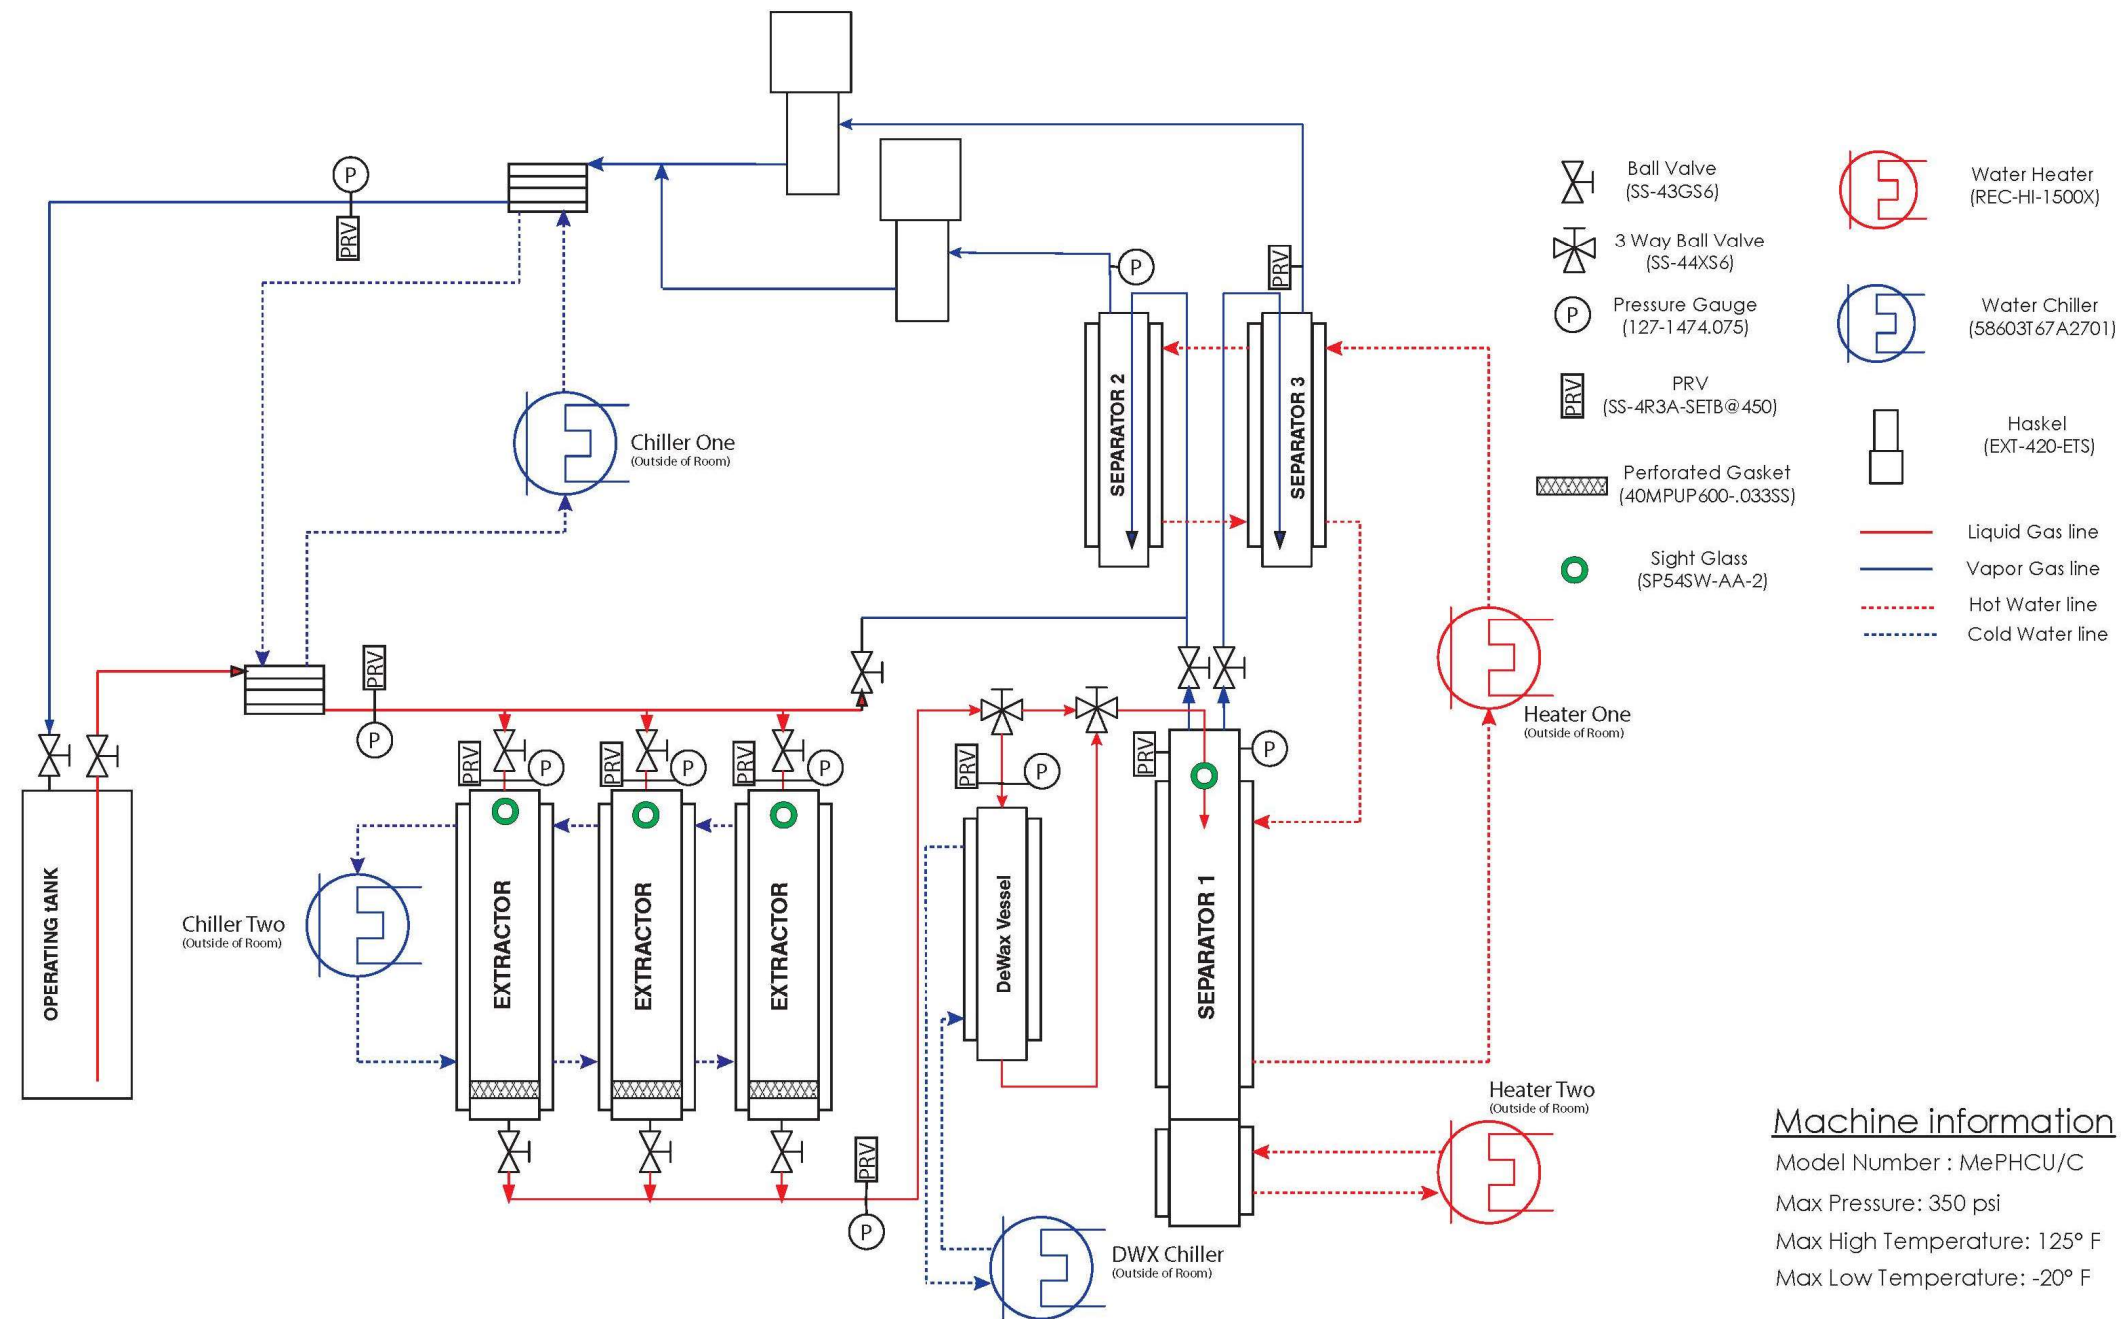 P
PRV
P
PRV
Chiller One
(Outside of Room)
SEPARATOR 2
SEPARATOR 3
Ball Valve
(SS-43GS6)
3 Way Ball Valve
(SS-44XS6)
P
Pressure Gauge
(127-1474.075)
PRV
PRV
(SS-4R3A-SETB@450)
Perforated Gasket
(40MPUP600-.033SS)
Sight Glass
(SP54SW-AA-2)
Water Heater
(REC-HI-1500X)
Water Chiller
(58603T67A2701)
Haskel
(EXT-420-ETS)
Liquid Gas line
Vapor Gas line
Hot Water line
Cold Water line
PRV
P
PRV
P
PRV
P
PRV
P
PRV
P
PRV
P
Heater One
(Outside of Room)
OPERATING tANK
Chiller Two
(Outside of Room)
EXTRACTOR
EXTRACTOR
EXTRACTOR
DeWax Vessel
SEPARATOR 1
PRV
P
DWX Chiller
(Outside of Room)
Heater Two
(Outside of Room)
Machine information
Model Number : MePHCU/C
Max Pressure: 350 psi
Max High Temperature: 125° F
Max Low Temperature: -20° F